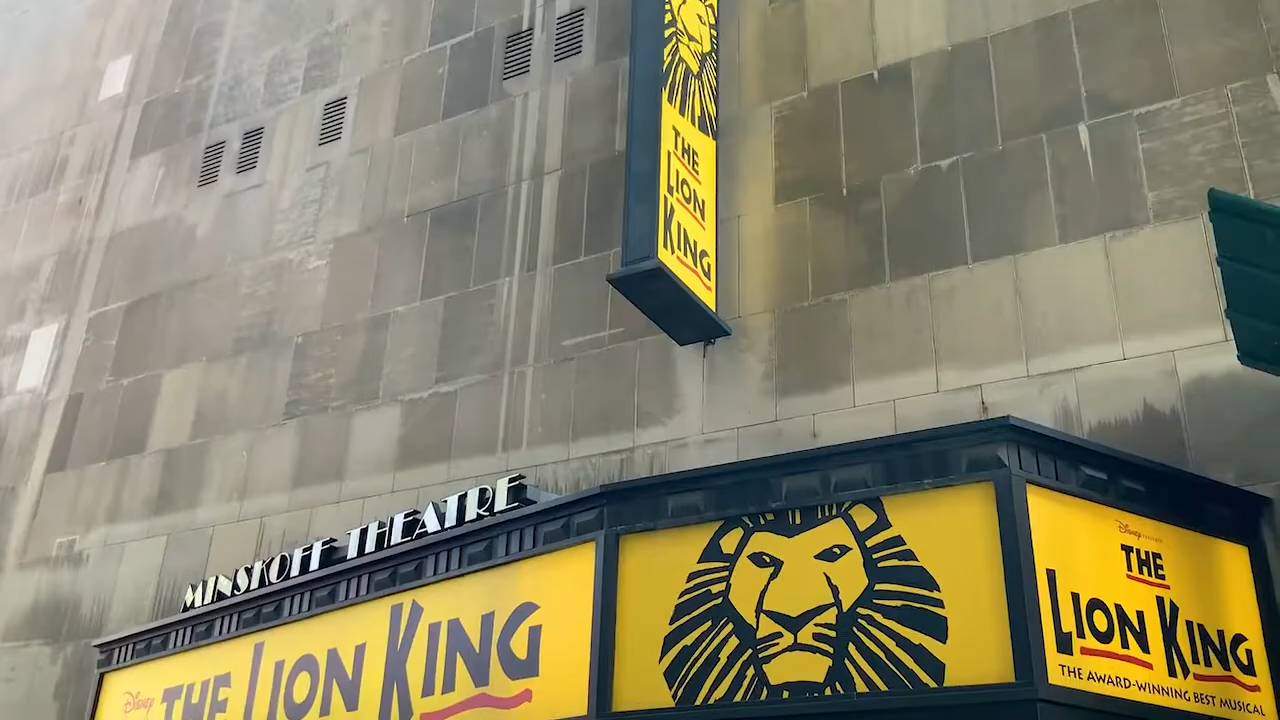 THE
LION
KING
MINSKOFF THEATRE
Disney
THE LION KING
Disney
THE
LION KING
THE AWARD-WINNING BEST MUSICAL